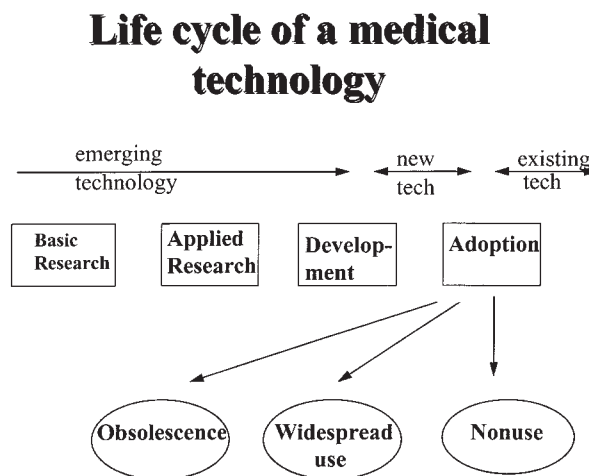 Life cycle of a medical
technology
emerging
technology
new
tech
existing
tech
Basic
Research
Applied
Research
Develop-
ment
Adoption
Obsolescence
Widespread
use
Nonuse